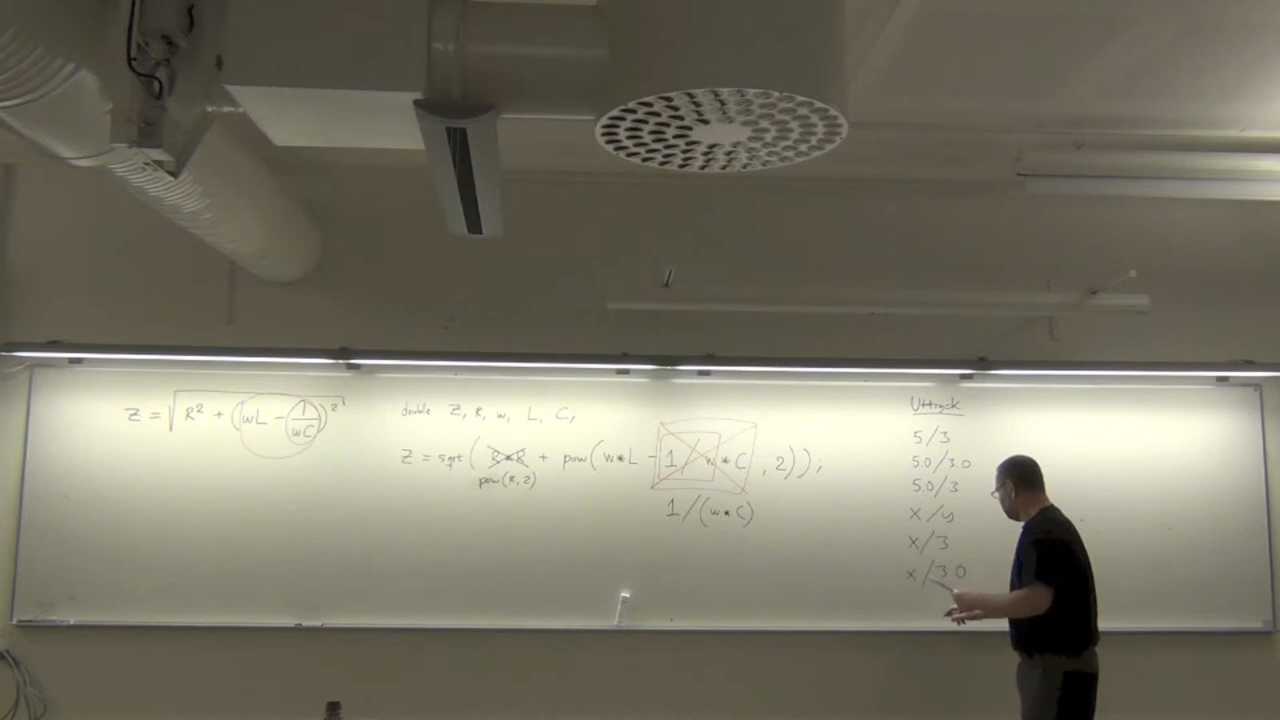 Z = √R² + (wL - 1/wC)²
double Z, R, w, L, C;
Z = sqrt( R*R + pow(w*L - 1/w*C, 2));
pow(R, 2)
1/(w*C)
Uttryck
5/3
5.0/3.0
5.0/3
x/y
x/3
x/3.0